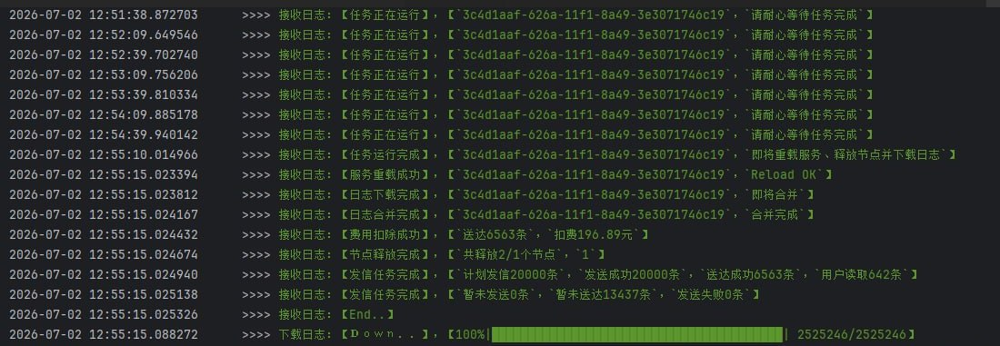 2026-07-02 12:51:38.872703 >>>> 接收日志:【任务正在运行】,【`3c4d1aaf-626a-11f1-8a49-3e3071746c19`,`请耐心等待任务完成`】
2026-07-02 12:52:09.649546 >>>> 接收日志:【任务正在运行】,【`3c4d1aaf-626a-11f1-8a49-3e3071746c19`,`请耐心等待任务完成`】
2026-07-02 12:52:39.702740 >>>> 接收日志:【任务正在运行】,【`3c4d1aaf-626a-11f1-8a49-3e3071746c19`,`请耐心等待任务完成`】
2026-07-02 12:53:09.756206 >>>> 接收日志:【任务正在运行】,【`3c4d1aaf-626a-11f1-8a49-3e3071746c19`,`请耐心等待任务完成`】
2026-07-02 12:53:39.810334 >>>> 接收日志:【任务正在运行】,【`3c4d1aaf-626a-11f1-8a49-3e3071746c19`,`请耐心等待任务完成`】
2026-07-02 12:54:09.885178 >>>> 接收日志:【任务正在运行】,【`3c4d1aaf-626a-11f1-8a49-3e3071746c19`,`请耐心等待任务完成`】
2026-07-02 12:54:39.940142 >>>> 接收日志:【任务正在运行】,【`3c4d1aaf-626a-11f1-8a49-3e3071746c19`,`请耐心等待任务完成`】
2026-07-02 12:55:10.014966 >>>> 接收日志:【任务运行完成】,【`3c4d1aaf-626a-11f1-8a49-3e3071746c19`,`即将重载服务、释放节点并下载日志`】
2026-07-02 12:55:15.023394 >>>> 接收日志:【服务重载成功】,【`3c4d1aaf-626a-11f1-8a49-3e3071746c19`,`Reload OK`】
2026-07-02 12:55:15.023812 >>>> 接收日志:【日志下载完成】,【`3c4d1aaf-626a-11f1-8a49-3e3071746c19`,`即将合并`】
2026-07-02 12:55:15.024167 >>>> 接收日志:【日志合并完成】,【`3c4d1aaf-626a-11f1-8a49-3e3071746c19`,`合并完成`】
2026-07-02 12:55:15.024432 >>>> 接收日志:【费用扣除成功】,【`送达6563条`,`扣费196.89元`】
2026-07-02 12:55:15.024674 >>>> 接收日志:【节点释放完成】,【`共释放2/1个节点`,`1`】
2026-07-02 12:55:15.024940 >>>> 接收日志:【发信任务完成】,【`计划发信20000条`,`发送成功20000条`,`送达成功6563条`,`用户读取642条`】
2026-07-02 12:55:15.025138 >>>> 接收日志:【发信任务完成】,【`暂未发送0条`,`暂未送达13437条`,`发送失败0条`】
2026-07-02 12:55:15.025326 >>>> 接收日志:【End..】
2026-07-02 12:55:15.088272 >>>> 下载日志:【Ｄｏｗｎ..】,【100%|████████████████████████████████████████| 2525246/2525246】